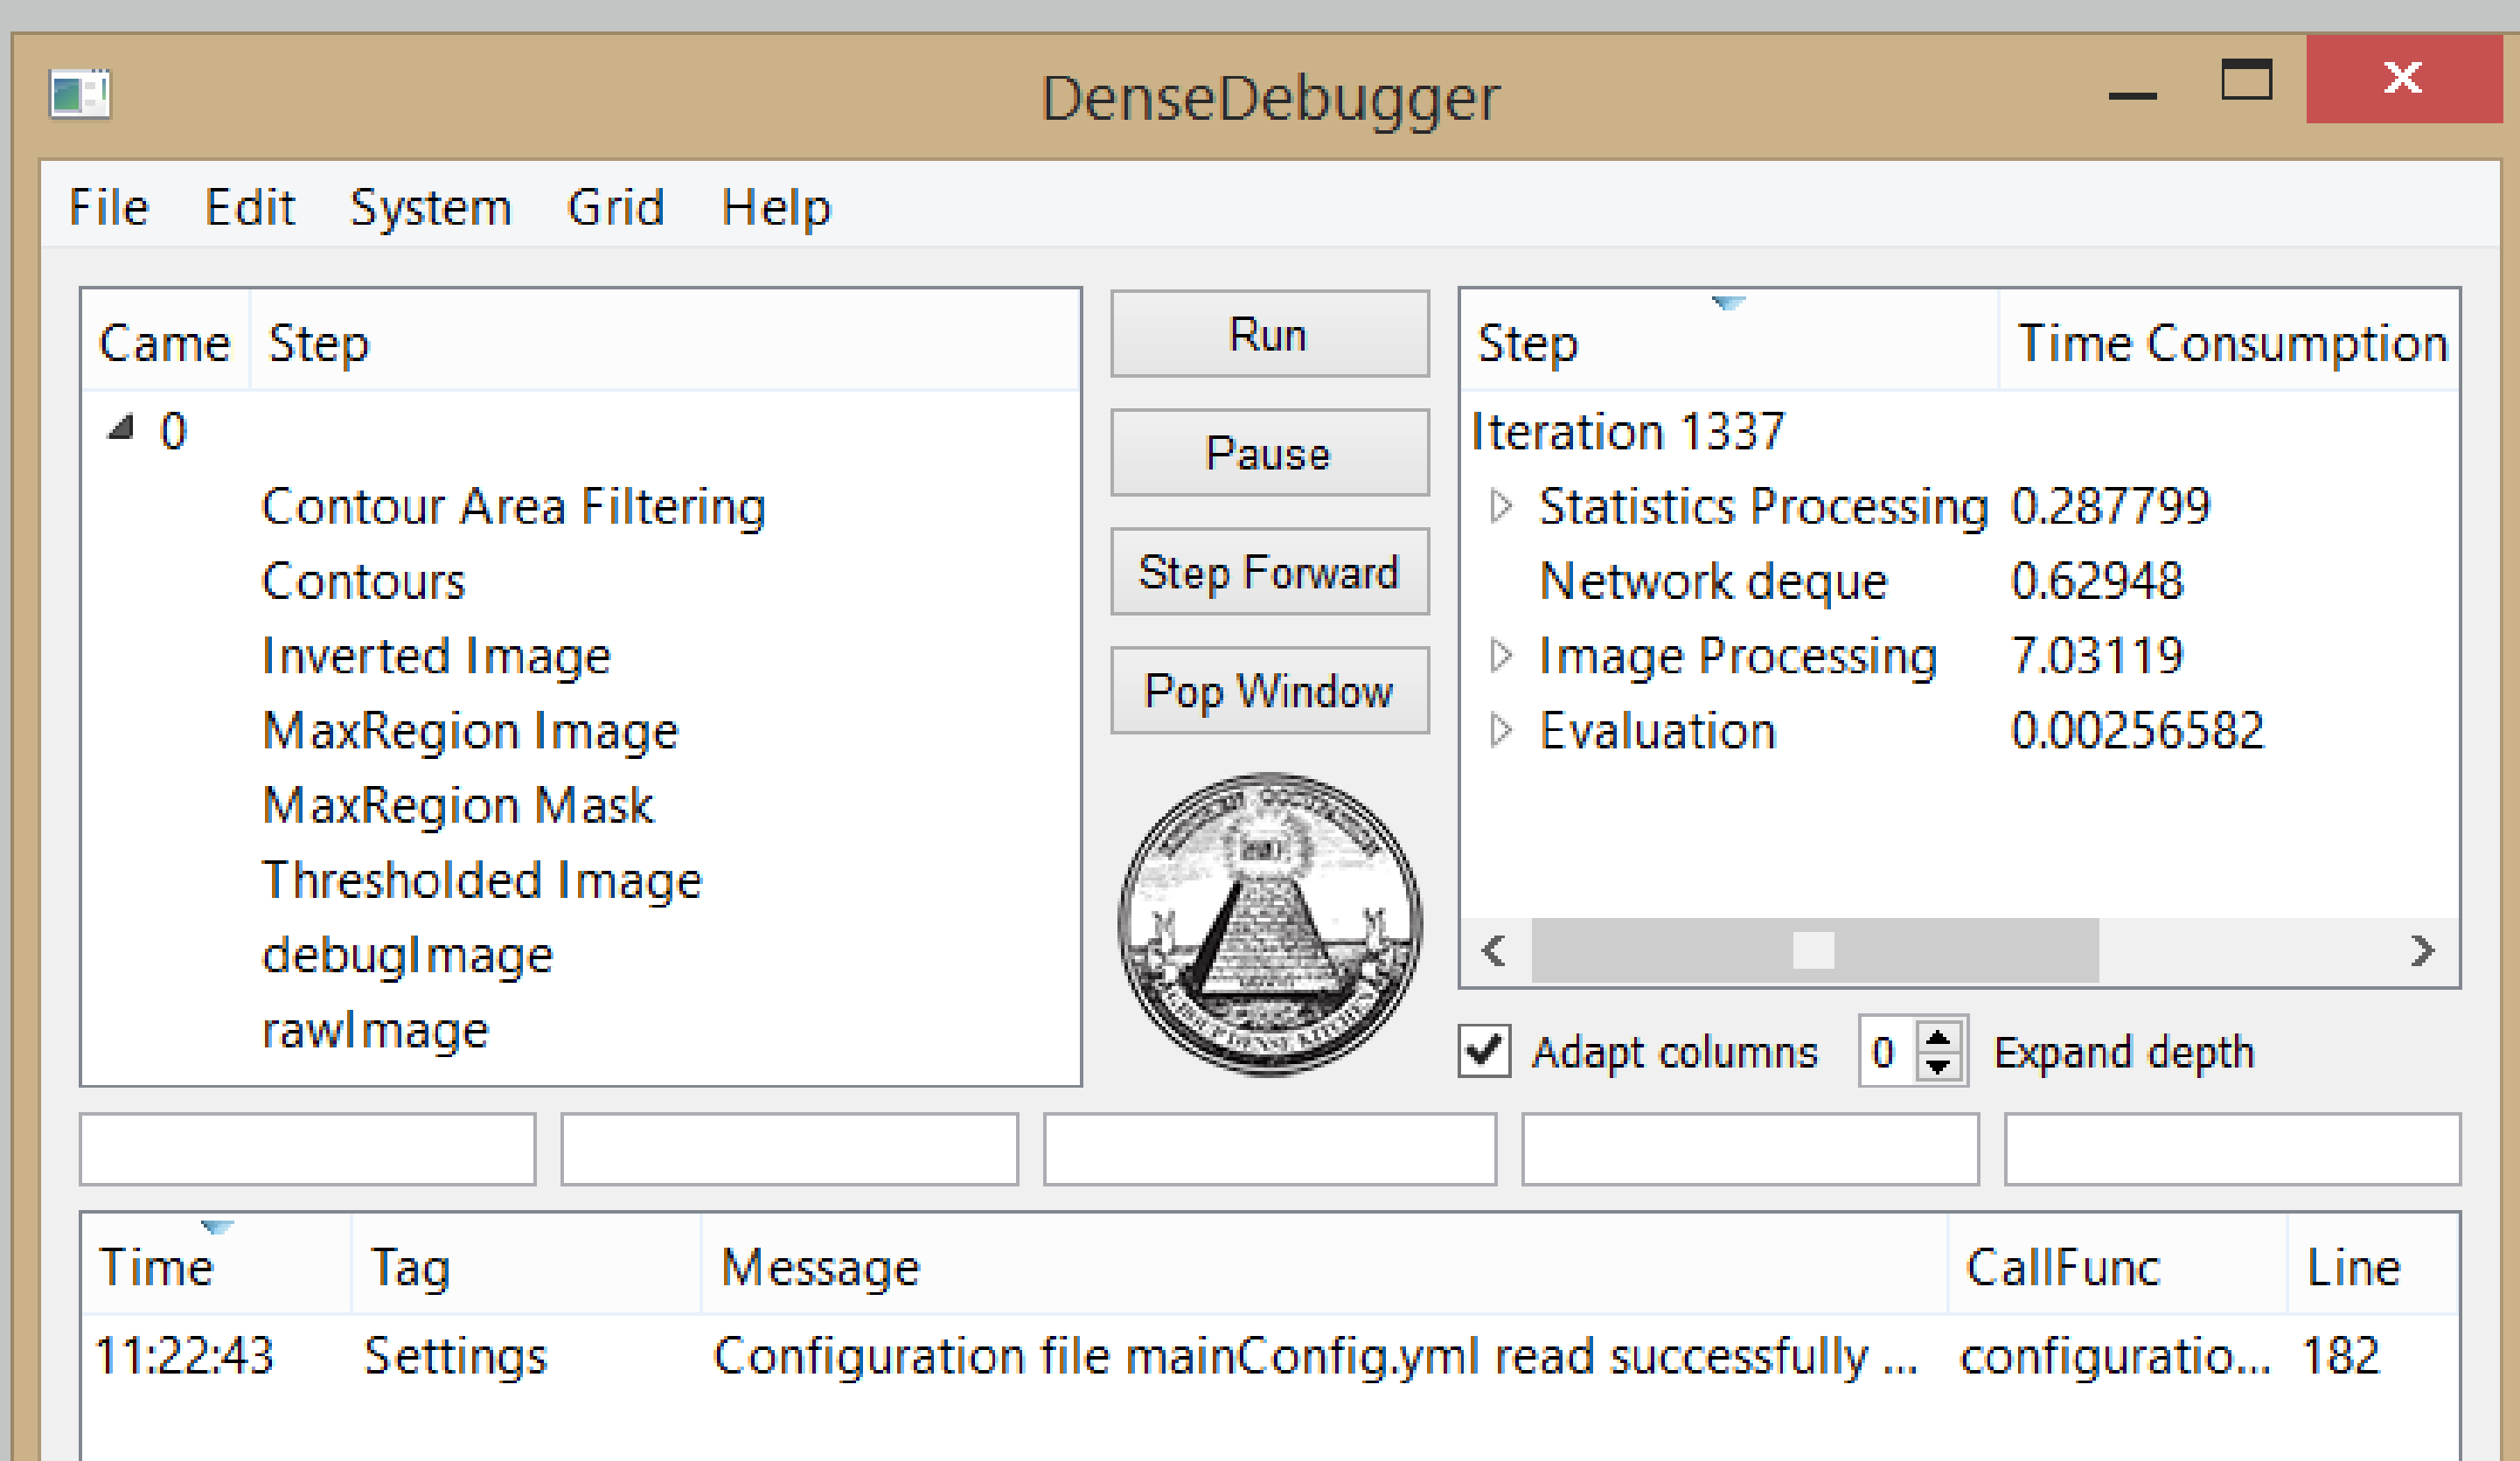 DenseDebugger
File Edit System Grid Help
Came Step
0
Contour Area Filtering
Contours
Inverted Image
MaxRegion Image
MaxRegion Mask
Thresholded Image
debugImage
rawImage
Run
Pause
Step Forward
Pop Window
Step Time Consumption
Iteration 1337
Statistics Processing 0.287799
Network deque 0.62948
Image Processing 7.03119
Evaluation 0.00256582
Adapt columns 0 Expand depth
Time Tag Message CallFunc Line
11:22:43 Settings Configuration file mainConfig.yml read successfully ... configuratio... 182